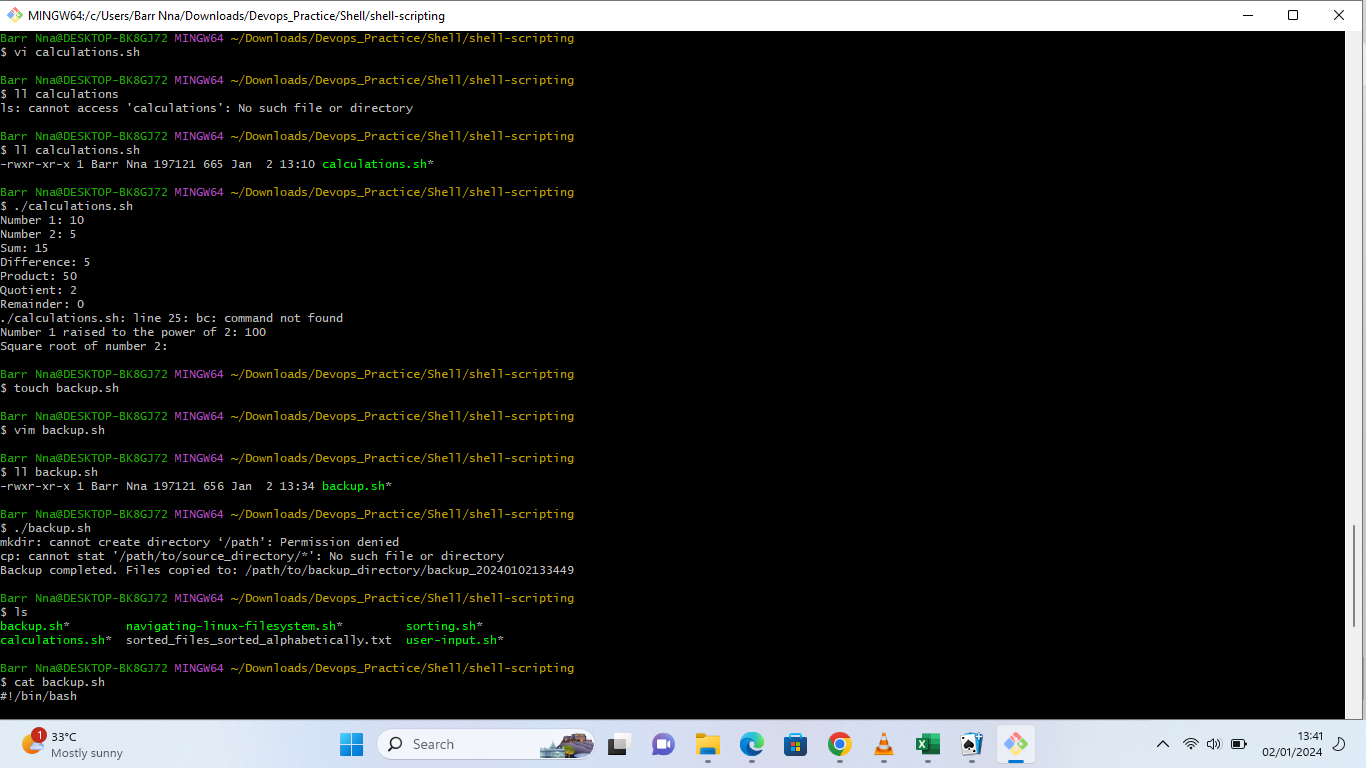 MINGW64:/c/Users/Barr Nna/Downloads/Devops_Practice/Shell/shell-scripting
Barr Nna@DESKTOP-BK8GJ72 MINGW64 ~/Downloads/Devops_Practice/Shell/shell-scripting
$ vi calculations.sh
Barr Nna@DESKTOP-BK8GJ72 MINGW64 ~/Downloads/Devops_Practice/Shell/shell-scripting
$ ll calculations
ls: cannot access 'calculations': No such file or directory
Barr Nna@DESKTOP-BK8GJ72 MINGW64 ~/Downloads/Devops_Practice/Shell/shell-scripting
$ ll calculations.sh
-rwxr-xr-x 1 Barr Nna 197121 665 Jan  2 13:10 calculations.sh*
Barr Nna@DESKTOP-BK8GJ72 MINGW64 ~/Downloads/Devops_Practice/Shell/shell-scripting
$ ./calculations.sh
Number 1: 10
Number 2: 5
Sum: 15
Difference: 5
Product: 50
Quotient: 2
Remainder: 0
./calculations.sh: line 25: bc: command not found
Number 1 raised to the power of 2: 100
Square root of number 2:
Barr Nna@DESKTOP-BK8GJ72 MINGW64 ~/Downloads/Devops_Practice/Shell/shell-scripting
$ touch backup.sh
Barr Nna@DESKTOP-BK8GJ72 MINGW64 ~/Downloads/Devops_Practice/Shell/shell-scripting
$ vim backup.sh
Barr Nna@DESKTOP-BK8GJ72 MINGW64 ~/Downloads/Devops_Practice/Shell/shell-scripting
$ ll backup.sh
-rwxr-xr-x 1 Barr Nna 197121 656 Jan  2 13:34 backup.sh*
Barr Nna@DESKTOP-BK8GJ72 MINGW64 ~/Downloads/Devops_Practice/Shell/shell-scripting
$ ./backup.sh
mkdir: cannot create directory ‘/path’: Permission denied
cp: cannot stat '/path/to/source_directory/*': No such file or directory
Backup completed. Files copied to: /path/to/backup_directory/backup_20240102133449
Barr Nna@DESKTOP-BK8GJ72 MINGW64 ~/Downloads/Devops_Practice/Shell/shell-scripting
$ ls
backup.sh*        navigating-linux-filesystem.sh*         sorting.sh*
calculations.sh*  sorted_files_sorted_alphabetically.txt  user-input.sh*
Barr Nna@DESKTOP-BK8GJ72 MINGW64 ~/Downloads/Devops_Practice/Shell/shell-scripting
$ cat backup.sh
#!/bin/bash
1
33°C
Mostly sunny
Search
13:41
02/01/2024